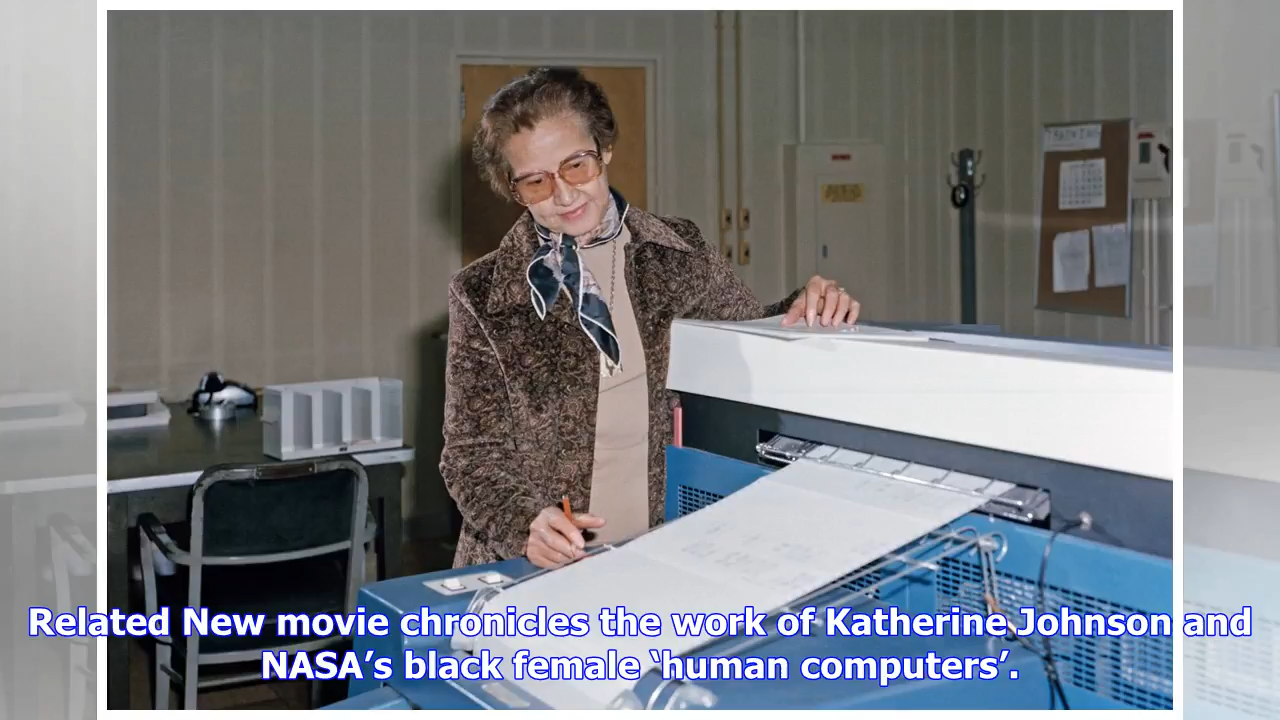 Related New movie chronicles the work of Katherine Johnson and
NASA’s black female ‘human computers’.